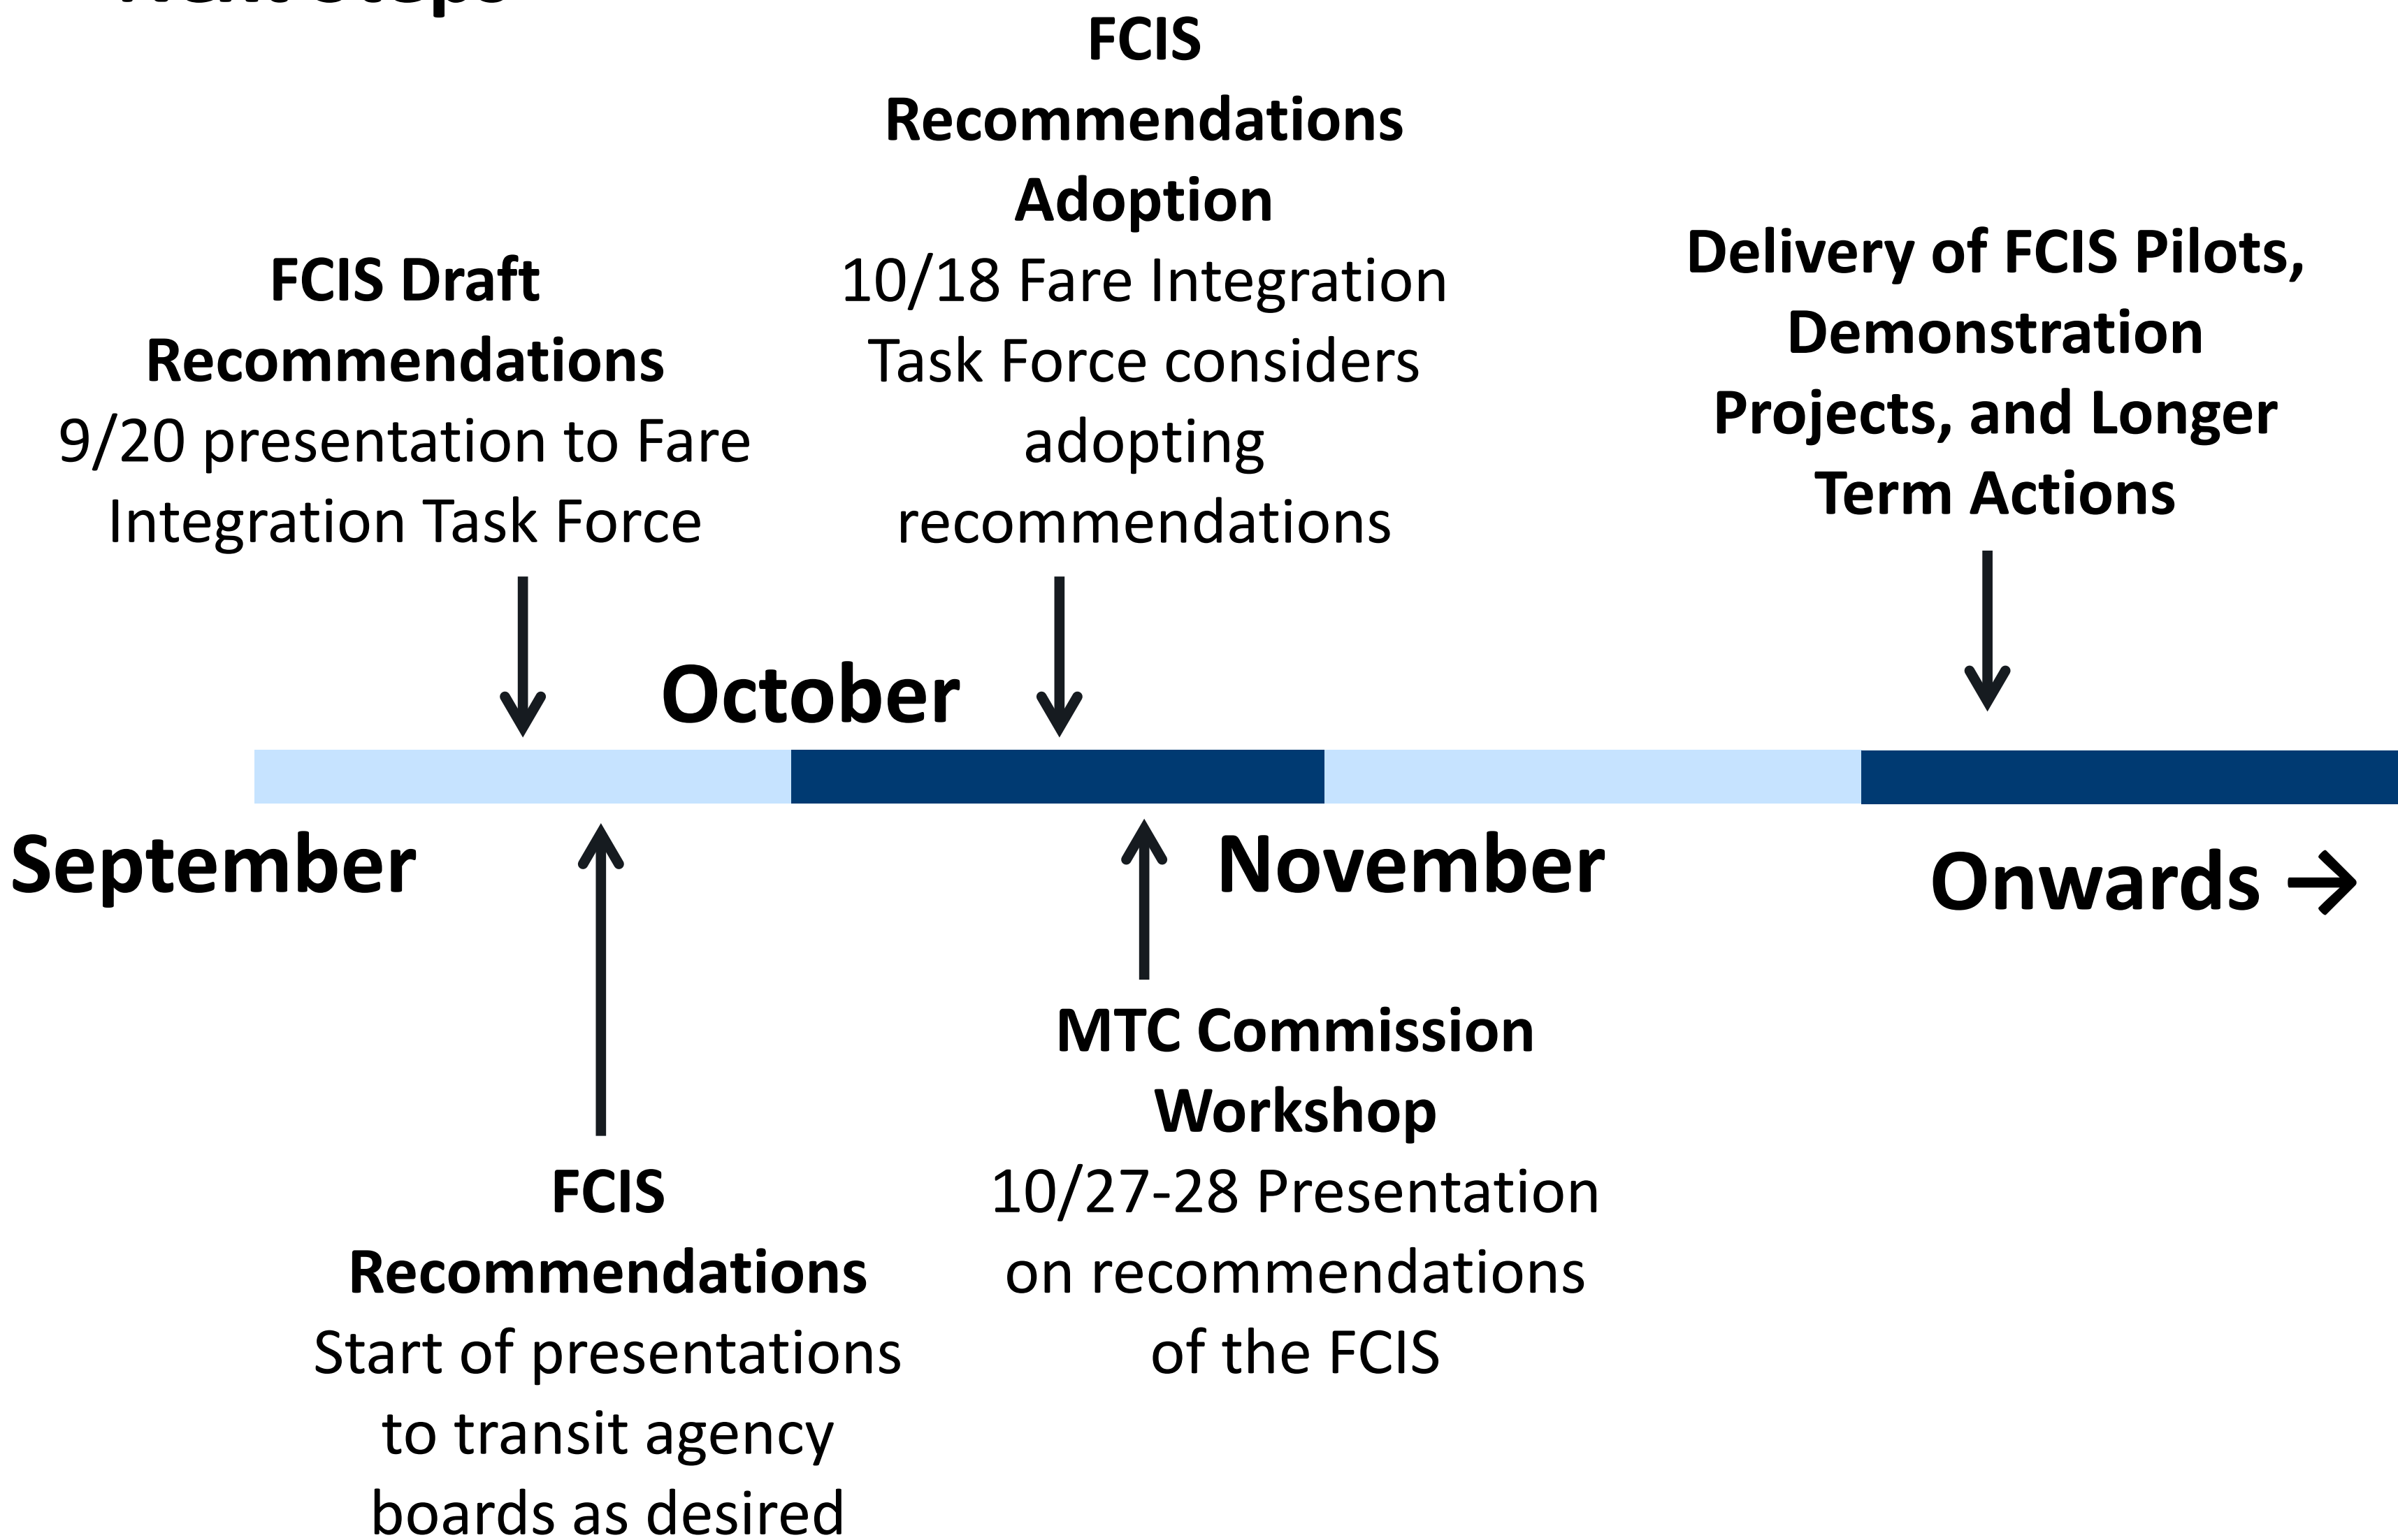 FCIS
Recommendations
Adoption
10/18 Fare Integration
Task Force considers
adopting
recommendations
FCIS Draft
Recommendations
9/20 presentation to Fare
Integration Task Force
Delivery of FCIS Pilots,
Demonstration
Projects, and Longer
Term Actions
October
September
November
Onwards →
FCIS
Recommendations
Start of presentations
to transit agency
boards as desired
MTC Commission
Workshop
10/27-28 Presentation
on recommendations
of the FCIS